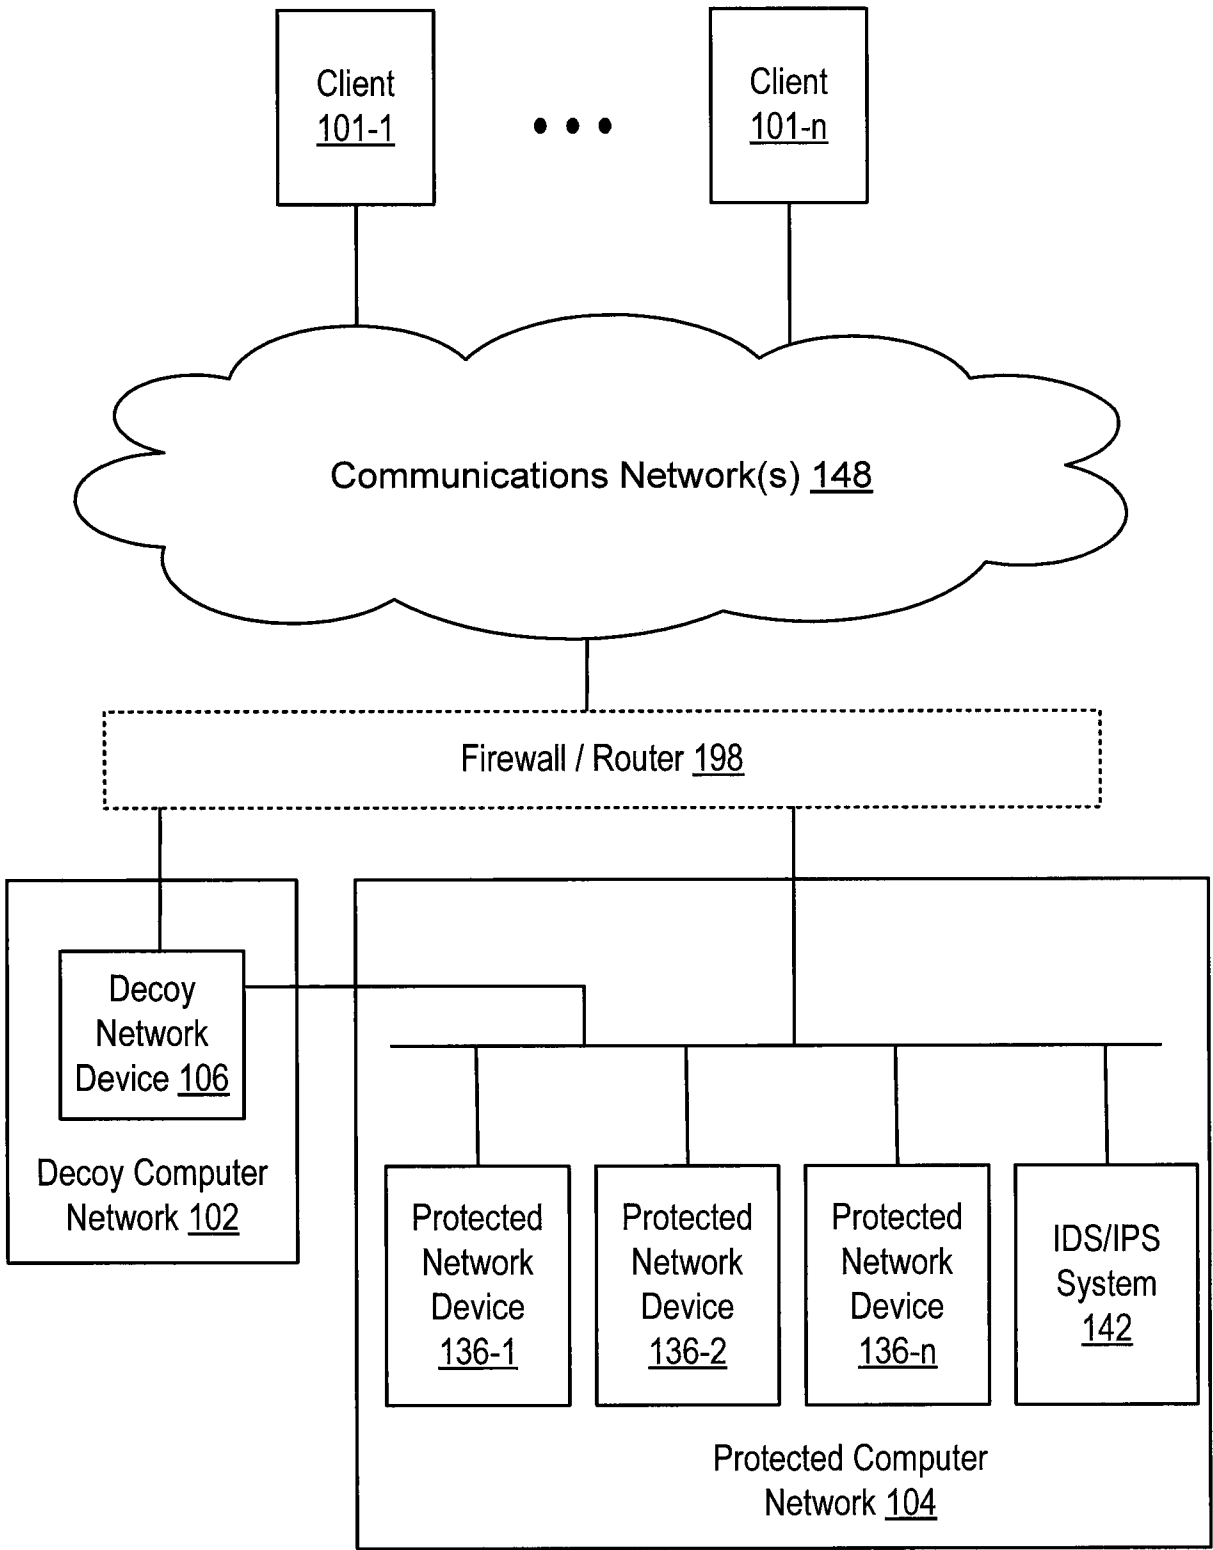 Client
101-1
Client
101-n
Communications Network(s) 148
Firewall / Router 198
Decoy
Network
Device 106
Decoy Computer
Network 102
Protected
Network
Device
136-1
Protected
Network
Device
136-2
Protected
Network
Device
136-n
IDS/IPS
System
142
Protected Computer
Network 104